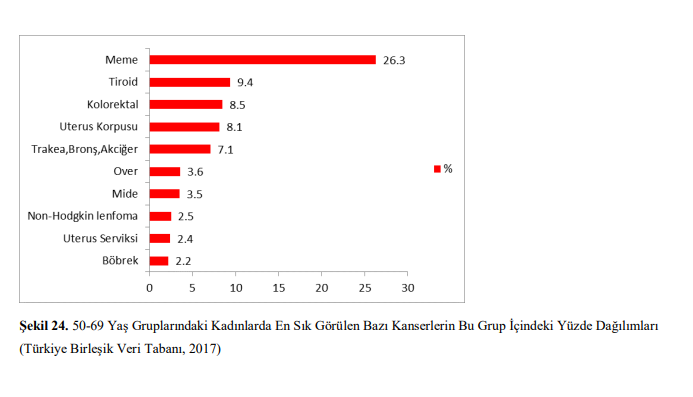 Meme 26.3
Tiroid 9.4
Kolorektal 8.5
Uterus Korpusu 8.1
Trakea,Bronş,Akciğer 7.1
Over 3.6
% 
Mide 3.5
Non-Hodgkin lenfoma 2.5
Uterus Serviksi 2.4
Böbrek 2.2
0 5 10 15 20 25 30
Şekil 24. 50-69 Yaş Gruplarındaki Kadınlarda En Sık Görülen Bazı Kanserlerin Bu Grup İçindeki Yüzde Dağılımları
(Türkiye Birleşik Veri Tabanı, 2017)